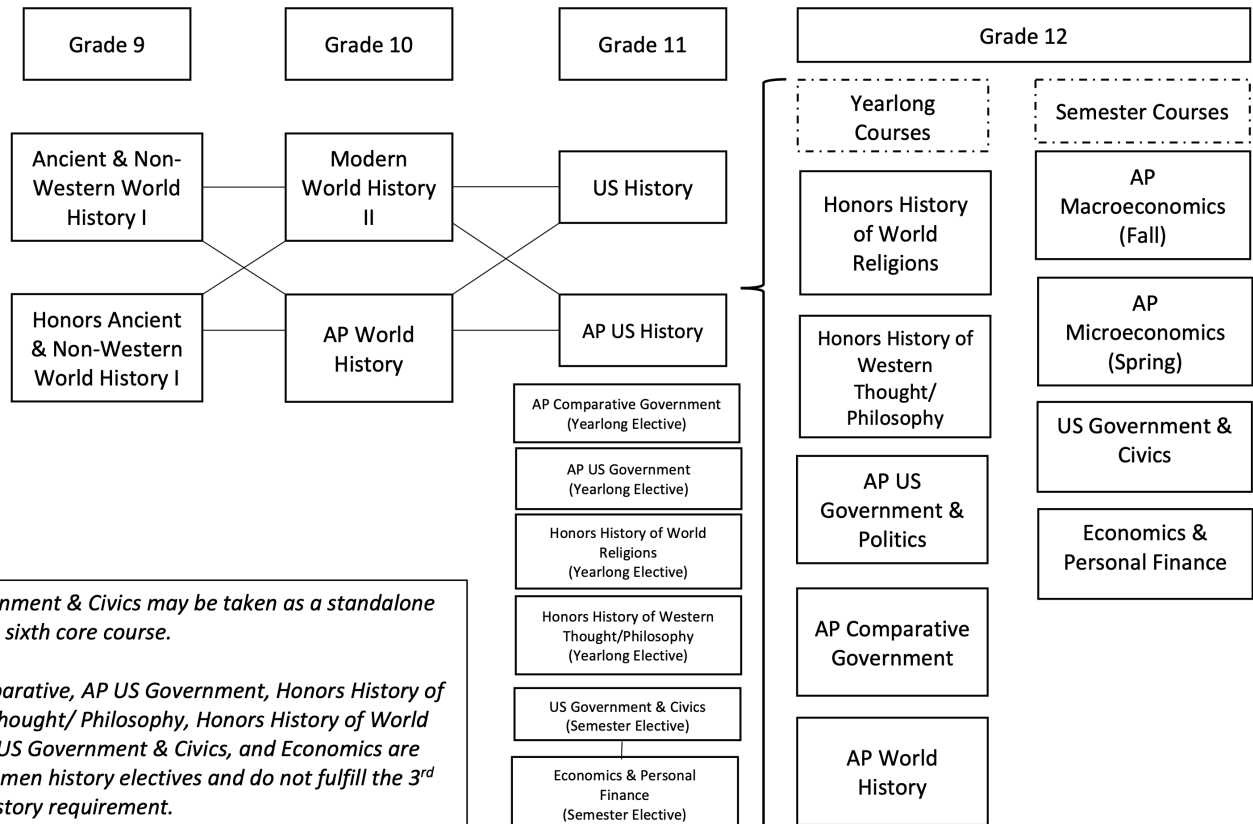 Grade 9
Grade 10
Grade 11
Grade 12
Yearlong
Courses
Semester Courses
Ancient & Non-
Western World
History I
Modern
World History
II
US History
Honors Ancient
& Non-Western
World History I
AP World
History
AP US History
AP Comparative Government
(Yearlong Elective)
AP US Government
(Yearlong Elective)
Honors History of World
Religions
(Yearlong Elective)
Honors History of Western
Thought/Philosophy
(Yearlong Elective)
US Government & Civics
(Semester Elective)
Economics & Personal
Finance
(Semester Elective)
Honors History
of World
Religions
Honors History of
Western
Thought/
Philosophy
AP US
Government &
Politics
AP Comparative
Government
AP World
History
AP
Macroeconomics
(Fall)
AP
Microeconomics
(Spring)
US Government &
Civics
Economics &
Personal Finance
nment & Civics may be taken as a standalone
sixth core course.
parative, AP US Government, Honors History of
hought/ Philosophy, Honors History of World
US Government & Civics, and Economics are
men history electives and do not fulfill the 3rd
story requirement.